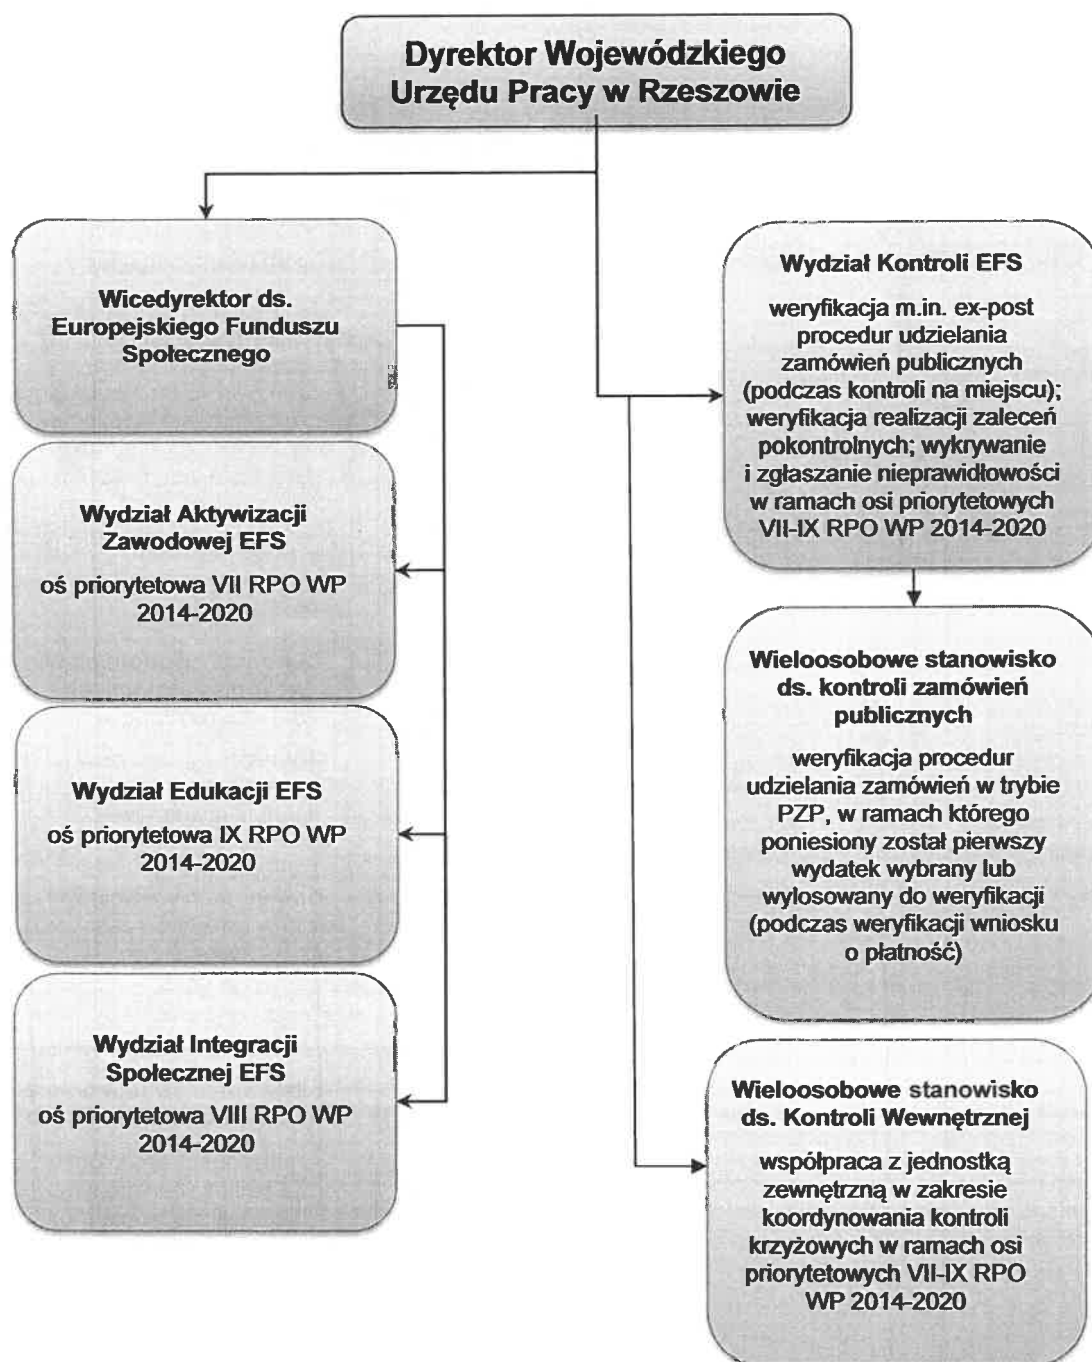 Dyrektor Wojewódzkiego
Urzędu Pracy w Rzeszowie
Wicedyrektor ds.
Europejskiego Funduszu
Społecznego
Wydział Aktywizacji
Zawodowej EFS
oś priorytetowa VII RPO WP
2014-2020
Wydział Edukacji EFS
oś priorytetowa IX RPO WP
2014-2020
Wydział Integracji
Społecznej EFS
oś priorytetowa VIII RPO WP
2014-2020
Wydział Kontroli EFS
weryfikacja m.in. ex-post
procedur udzielania
zamówień publicznych
(podczas kontroli na miejscu);
weryfikacja realizacji zaleceń
pokontrolnych; wykrywanie
i zgłaszanie nieprawidłowości
w ramach osi priorytetowych
VII-IX RPO WP 2014-2020
Wieloosobowe stanowisko
ds. kontroli zamówień
publicznych
weryfikacja procedur
udzielania zamówień w trybie
PZP, w ramach którego
poniesiony został pierwszy
wydatek wybrany lub
wylosowany do weryfikacji
(podczas weryfikacji wniosku
o płatność)
Wieloosobowe stanowisko
ds. Kontroli Wewnętrznej
współpraca z jednostką
zewnętrzną w zakresie
koordynowania kontroli
krzyżowych w ramach osi
priorytetowych VII-IX RPO
WP 2014-2020